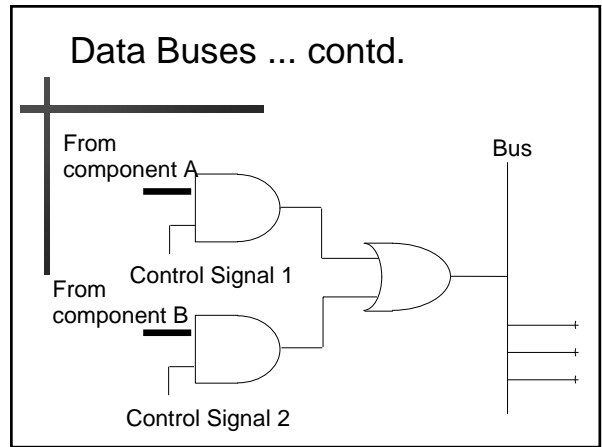 Data Buses ... contd.
From
component A
Bus
Control Signal 1
From
component B
Control Signal 2